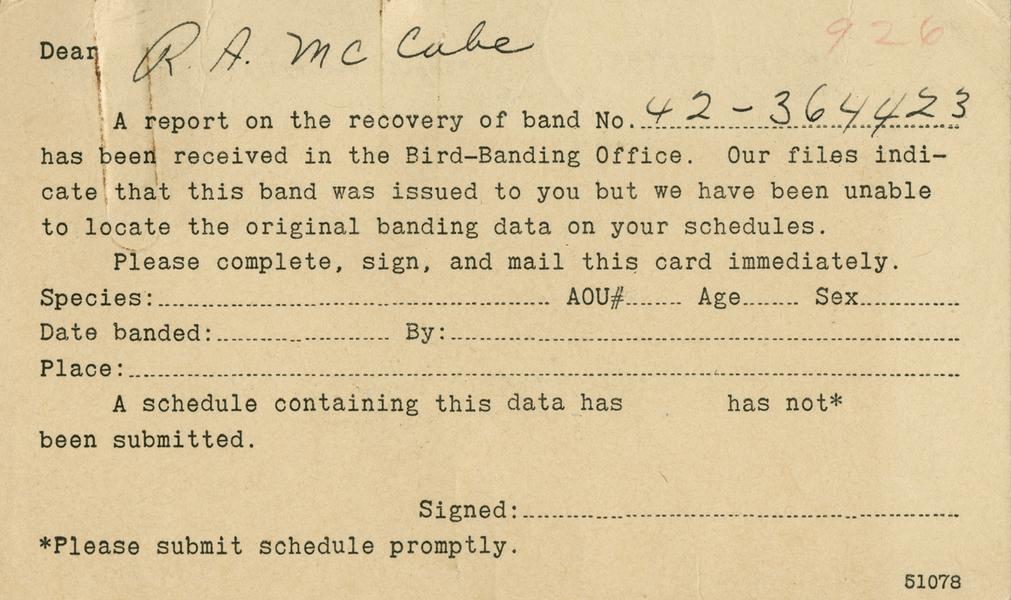 926
Dear R. A. McCabe
A report on the recovery of band No. 42-364423
has been received in the Bird-Banding Office. Our files indi-
cate that this band was issued to you but we have been unable
to locate the original banding data on your schedules.
Please complete, sign, and mail this card immediately.
Species: AOU# Age Sex
Date banded: By:
Place:
A schedule containing this data has has not*
been submitted.
Signed:
*Please submit schedule promptly.
51078